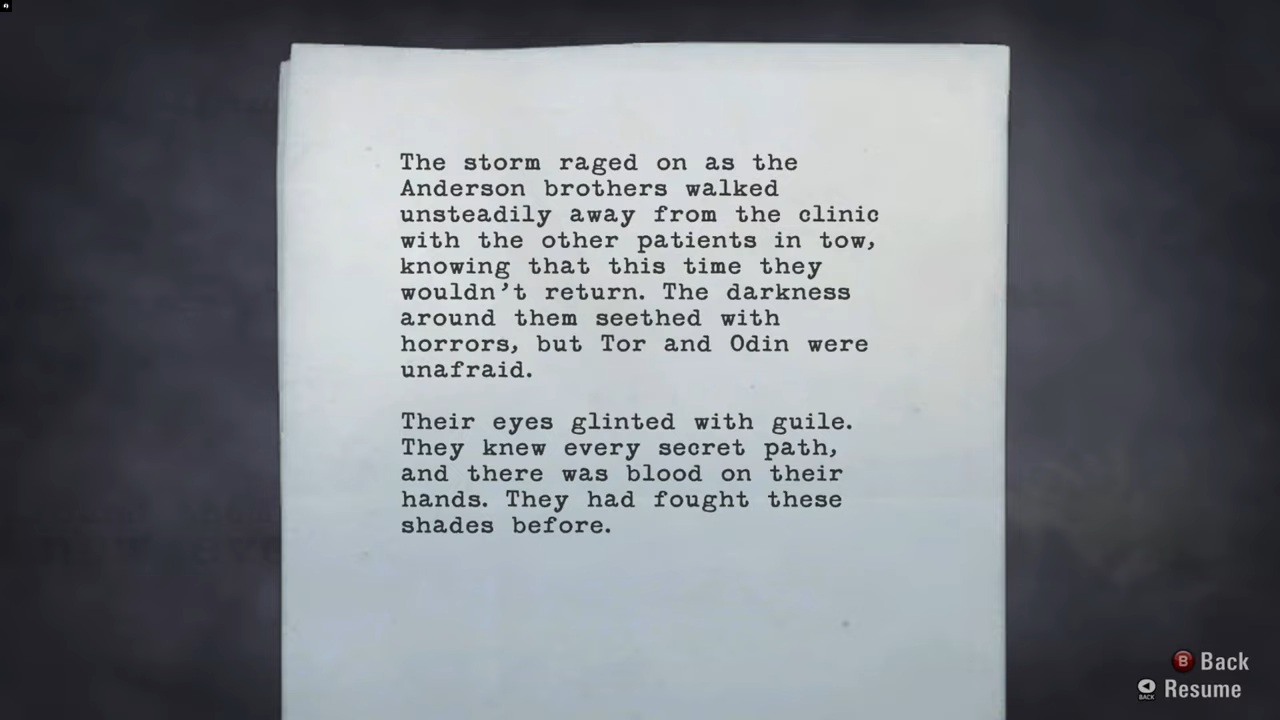 The storm raged on as the
Anderson brothers walked
unsteadily away from the clinic
with the other patients in tow,
knowing that this time they
wouldn't return. The darkness
around them seethed with
horrors, but Tor and Odin were
unafraid.
Their eyes glinted with guile.
They knew every secret path,
and there was blood on their
hands. They had fought these
shades before.
B Back
BACK Resume